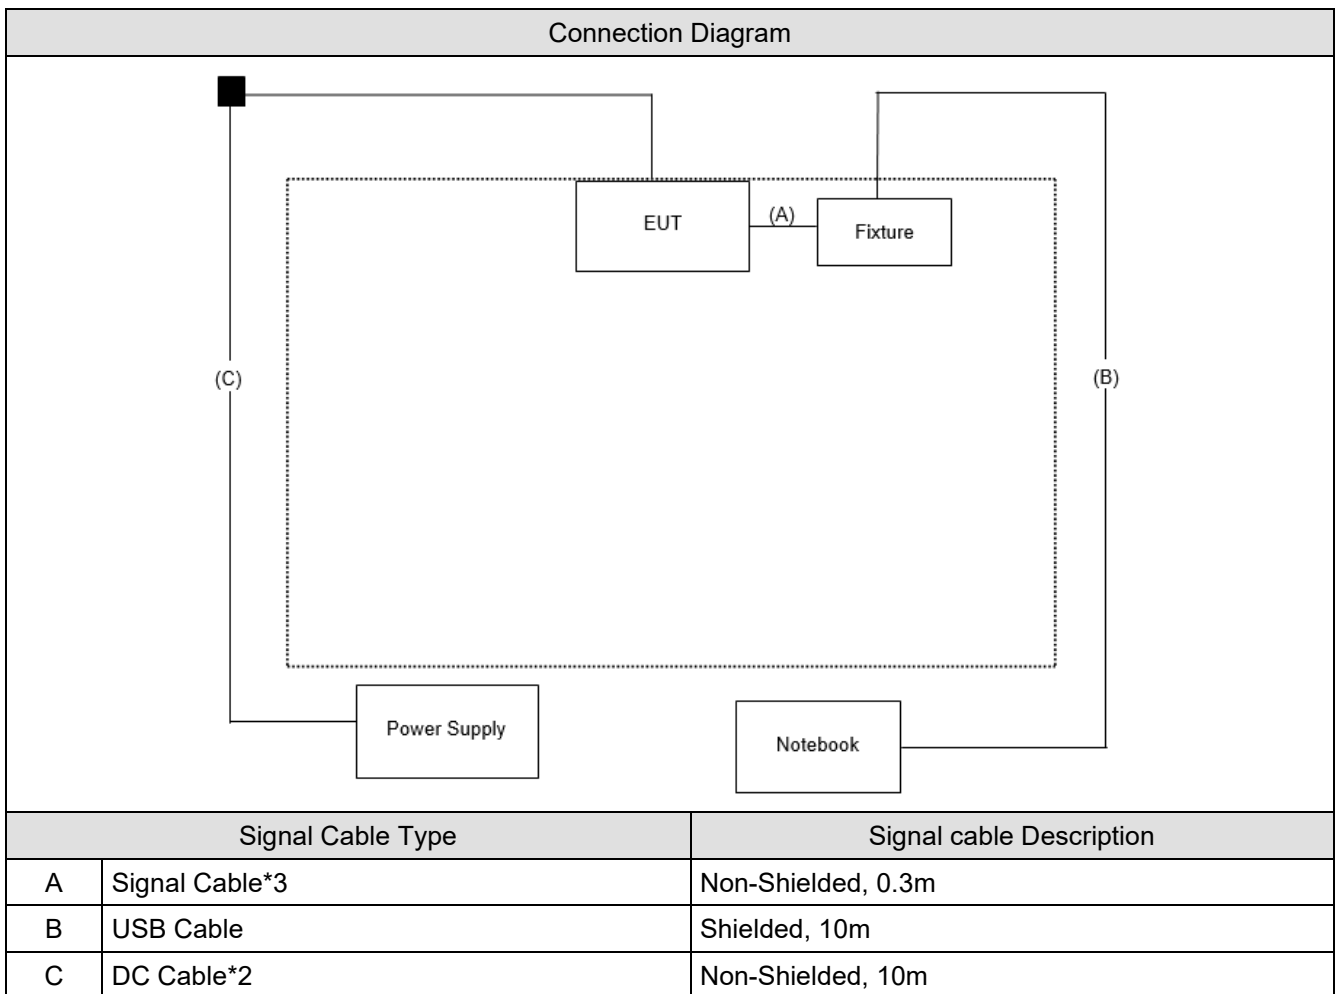 Connection Diagram
EUT
(A)
Fixture
(C)
(B)
Power Supply
Notebook
Signal Cable Type Signal cable Description
A Signal Cable*3 Non-Shielded, 0.3m
B USB Cable Shielded, 10m
C DC Cable*2 Non-Shielded, 10m